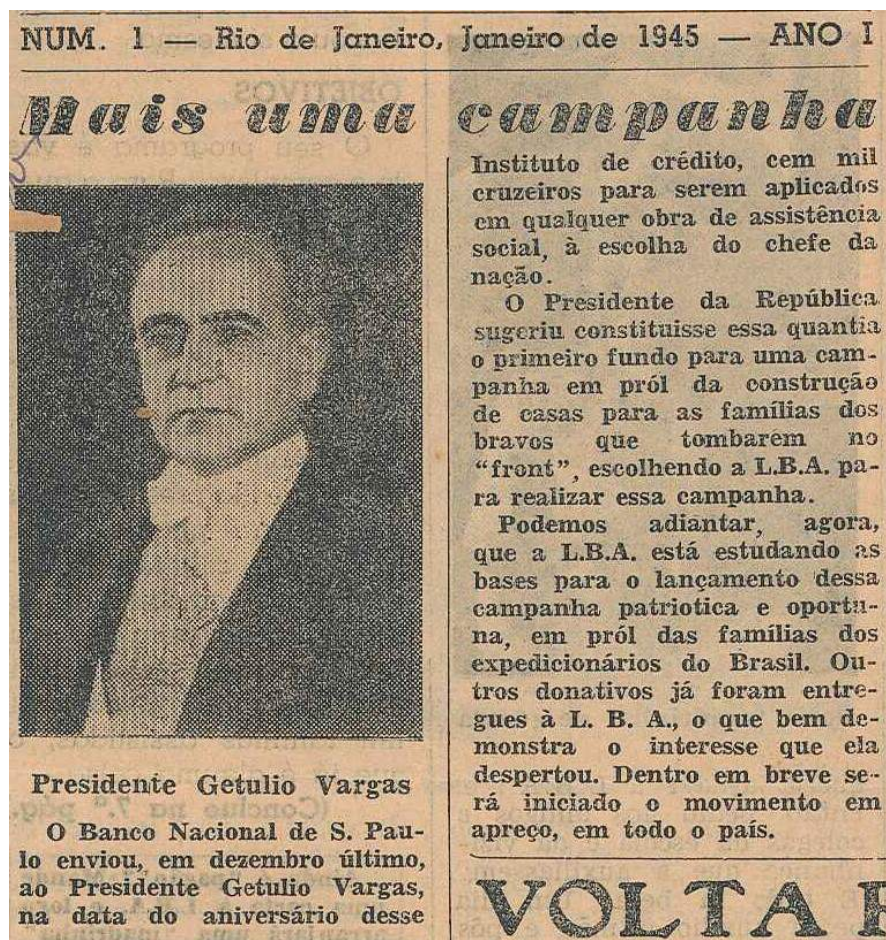 NUM. 1 — Rio de Janeiro, Janeiro de 1945 — ANO I
Mais uma campanha
Presidente Getulio Vargas
O Banco Nacional de S. Pau-
lo enviou, em dezembro último,
ao Presidente Getulio Vargas,
na data do aniversário desse
Instituto de crédito, cem mil
cruzeiros para serem aplicados
em qualquer obra de assistência
social, à escolha do chefe da
nação.
O Presidente da República
sugeriu constituisse essa quantia
o primeiro fundo para uma cam-
panha em pról da construção
de casas para as famílias dos
bravos que tombarem no
"front", escolhendo a L.B.A. pa-
ra realizar essa campanha.
Podemos adiantar, agora,
que a L.B.A. está estudando as
bases para o lançamento dessa
campanha patriotica e oportu-
na, em pról das famílias dos
expedicionários do Brasil. Ou-
tros donativos já foram entre-
gues à L. B. A., o que bem de-
monstra o interesse que ela
despertou. Dentro em breve se-
rá iniciado o movimento em
apreço, em todo o país.
VOLTA